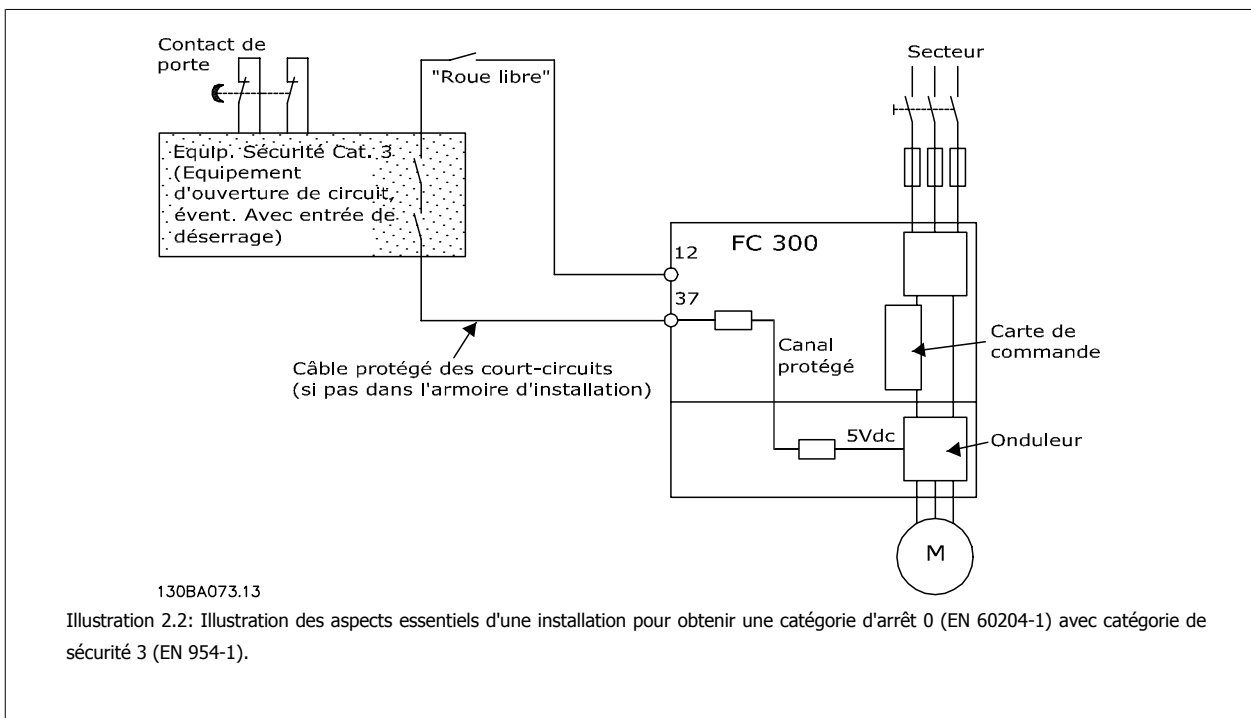 Contact de
porte
"Roue libre"
Secteur
Equip. Sécurité Cat. 3
(Equipement
d'ouverture de circuit,
évent. Avec entrée de
déserrage)
FC 300
12
37
Canal
protégé
Carte de
commande
Câble protégé des court-circuits
(si pas dans l'armoire d'installation)
5Vdc
Onduleur
M
130BA073.13
Illustration 2.2: Illustration des aspects essentiels d'une installation pour obtenir une catégorie d'arrêt 0 (EN 60204-1) avec catégorie de
sécurité 3 (EN 954-1).